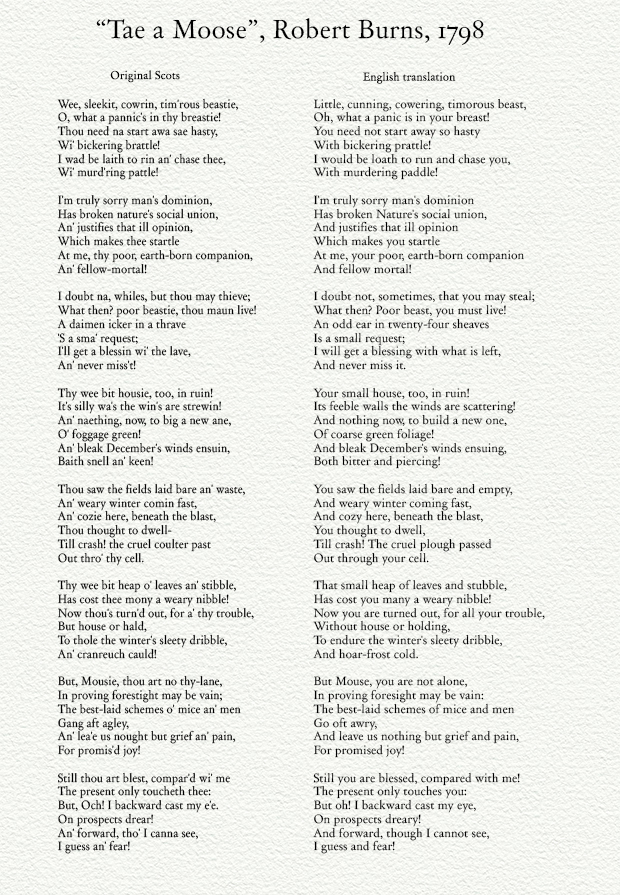 “Tae a Moose”, Robert Burns, 1798
Original Scots
Wee, sleekit, cowrin, tim'rous beastie,
O, what a pannic's in thy breastie!
Thou need na start awa sae hasty,
Wi' bickering brattle!
I wad be laith to rin an' chase thee,
Wi' murd'ring pattle!
I'm truly sorry man's dominion,
Has broken nature's social union,
An' justifies that ill opinion,
Which makes thee startle
At me, thy poor, earth-born companion,
An' fellow-mortal!
I doubt na, whiles, but thou may thieve;
What then? poor beastie, thou maun live!
A daimen icker in a thrave
'S a sma' request;
I'll get a blessin wi' the lave,
An' never miss't!
Thy wee bit housie, too, in ruin!
It's silly wa's the win's are strewin!
An' naething, now, to big a new ane,
O' foggage green!
An' bleak December's winds ensuin,
Baith snell an' keen!
Thou saw the fields laid bare an' waste,
An' weary winter comin fast,
An' cozie here, beneath the blast,
Thou thought to dwell-
Till crash! the cruel coulter past
Out thro' thy cell.
Thy wee bit heap o' leaves an' stibble,
Has cost thee mony a weary nibble!
Now thou's turn'd out, for a' thy trouble,
But house or hald,
To thole the winter's sleety dribble,
An' cranreuch cauld!
But, Mousie, thou art no thy-lane,
In proving forestight may be vain;
The best-laid schemes o' mice an' men
Gang aft agley,
An' lea'e us nought but grief an' pain,
For promis'd joy!
Still thou art blest, compar'd wi' me
The present only toucheth thee:
But, Och! I backward cast my e'e.
On prospects drear!
An' forward, tho' I canna see,
I guess an' fear!
English translation
Little, cunning, cowering, timorous beast,
Oh, what a panic is in your breast!
You need not start away so hasty
With bickering prattle!
I would be loath to run and chase you,
With murdering paddle!
I'm truly sorry man's dominion
Has broken Nature's social union,
And justifies that ill opinion
Which makes you startle
At me, your poor, earth-born companion
And fellow mortal!
I doubt not, sometimes, that you may steal;
What then? Poor beast, you must live!
An odd ear in twenty-four sheaves
Is a small request;
I will get a blessing with what is left,
And never miss it.
Your small house, too, in ruin!
Its feeble walls the winds are scattering!
And nothing now, to build a new one,
Of coarse green foliage!
And bleak December's winds ensuing,
Both bitter and piercing!
You saw the fields laid bare and empty,
And weary winter coming fast,
And cozy here, beneath the blast,
You thought to dwell,
Till crash! The cruel plough passed
Out through your cell.
That small heap of leaves and stubble,
Has cost you many a weary nibble!
Now you are turned out, for all your trouble,
Without house or holding,
To endure the winter's sleety dribble,
And hoar-frost cold.
But Mouse, you are not alone,
In proving foresight may be vain:
The best-laid schemes of mice and men
Go oft awry,
And leave us nothing but grief and pain,
For promised joy!
Still you are blessed, compared with me!
The present only touches you:
But oh! I backward cast my eye,
On prospects dreary!
And forward, though I cannot see,
I guess and fear!